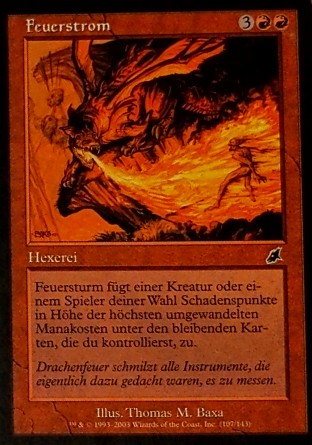 Feuerstrom 3
Hexerei
Feuersturm fügt einer Kreatur oder ei-
nem Spieler deiner Wahl Schadenspunkte
in Höhe der höchsten umgewandelten
Manakosten unter den bleibenden Kar-
ten, die du kontrollierst, zu.
Drachenfeuer schmilzt alle Instrumente, die
eigentlich dazu gedacht waren, es zu messen.
Illus. Thomas M. Baxa
™ & © 1993-2003 Wizards of the Coast, Inc. (107/143)